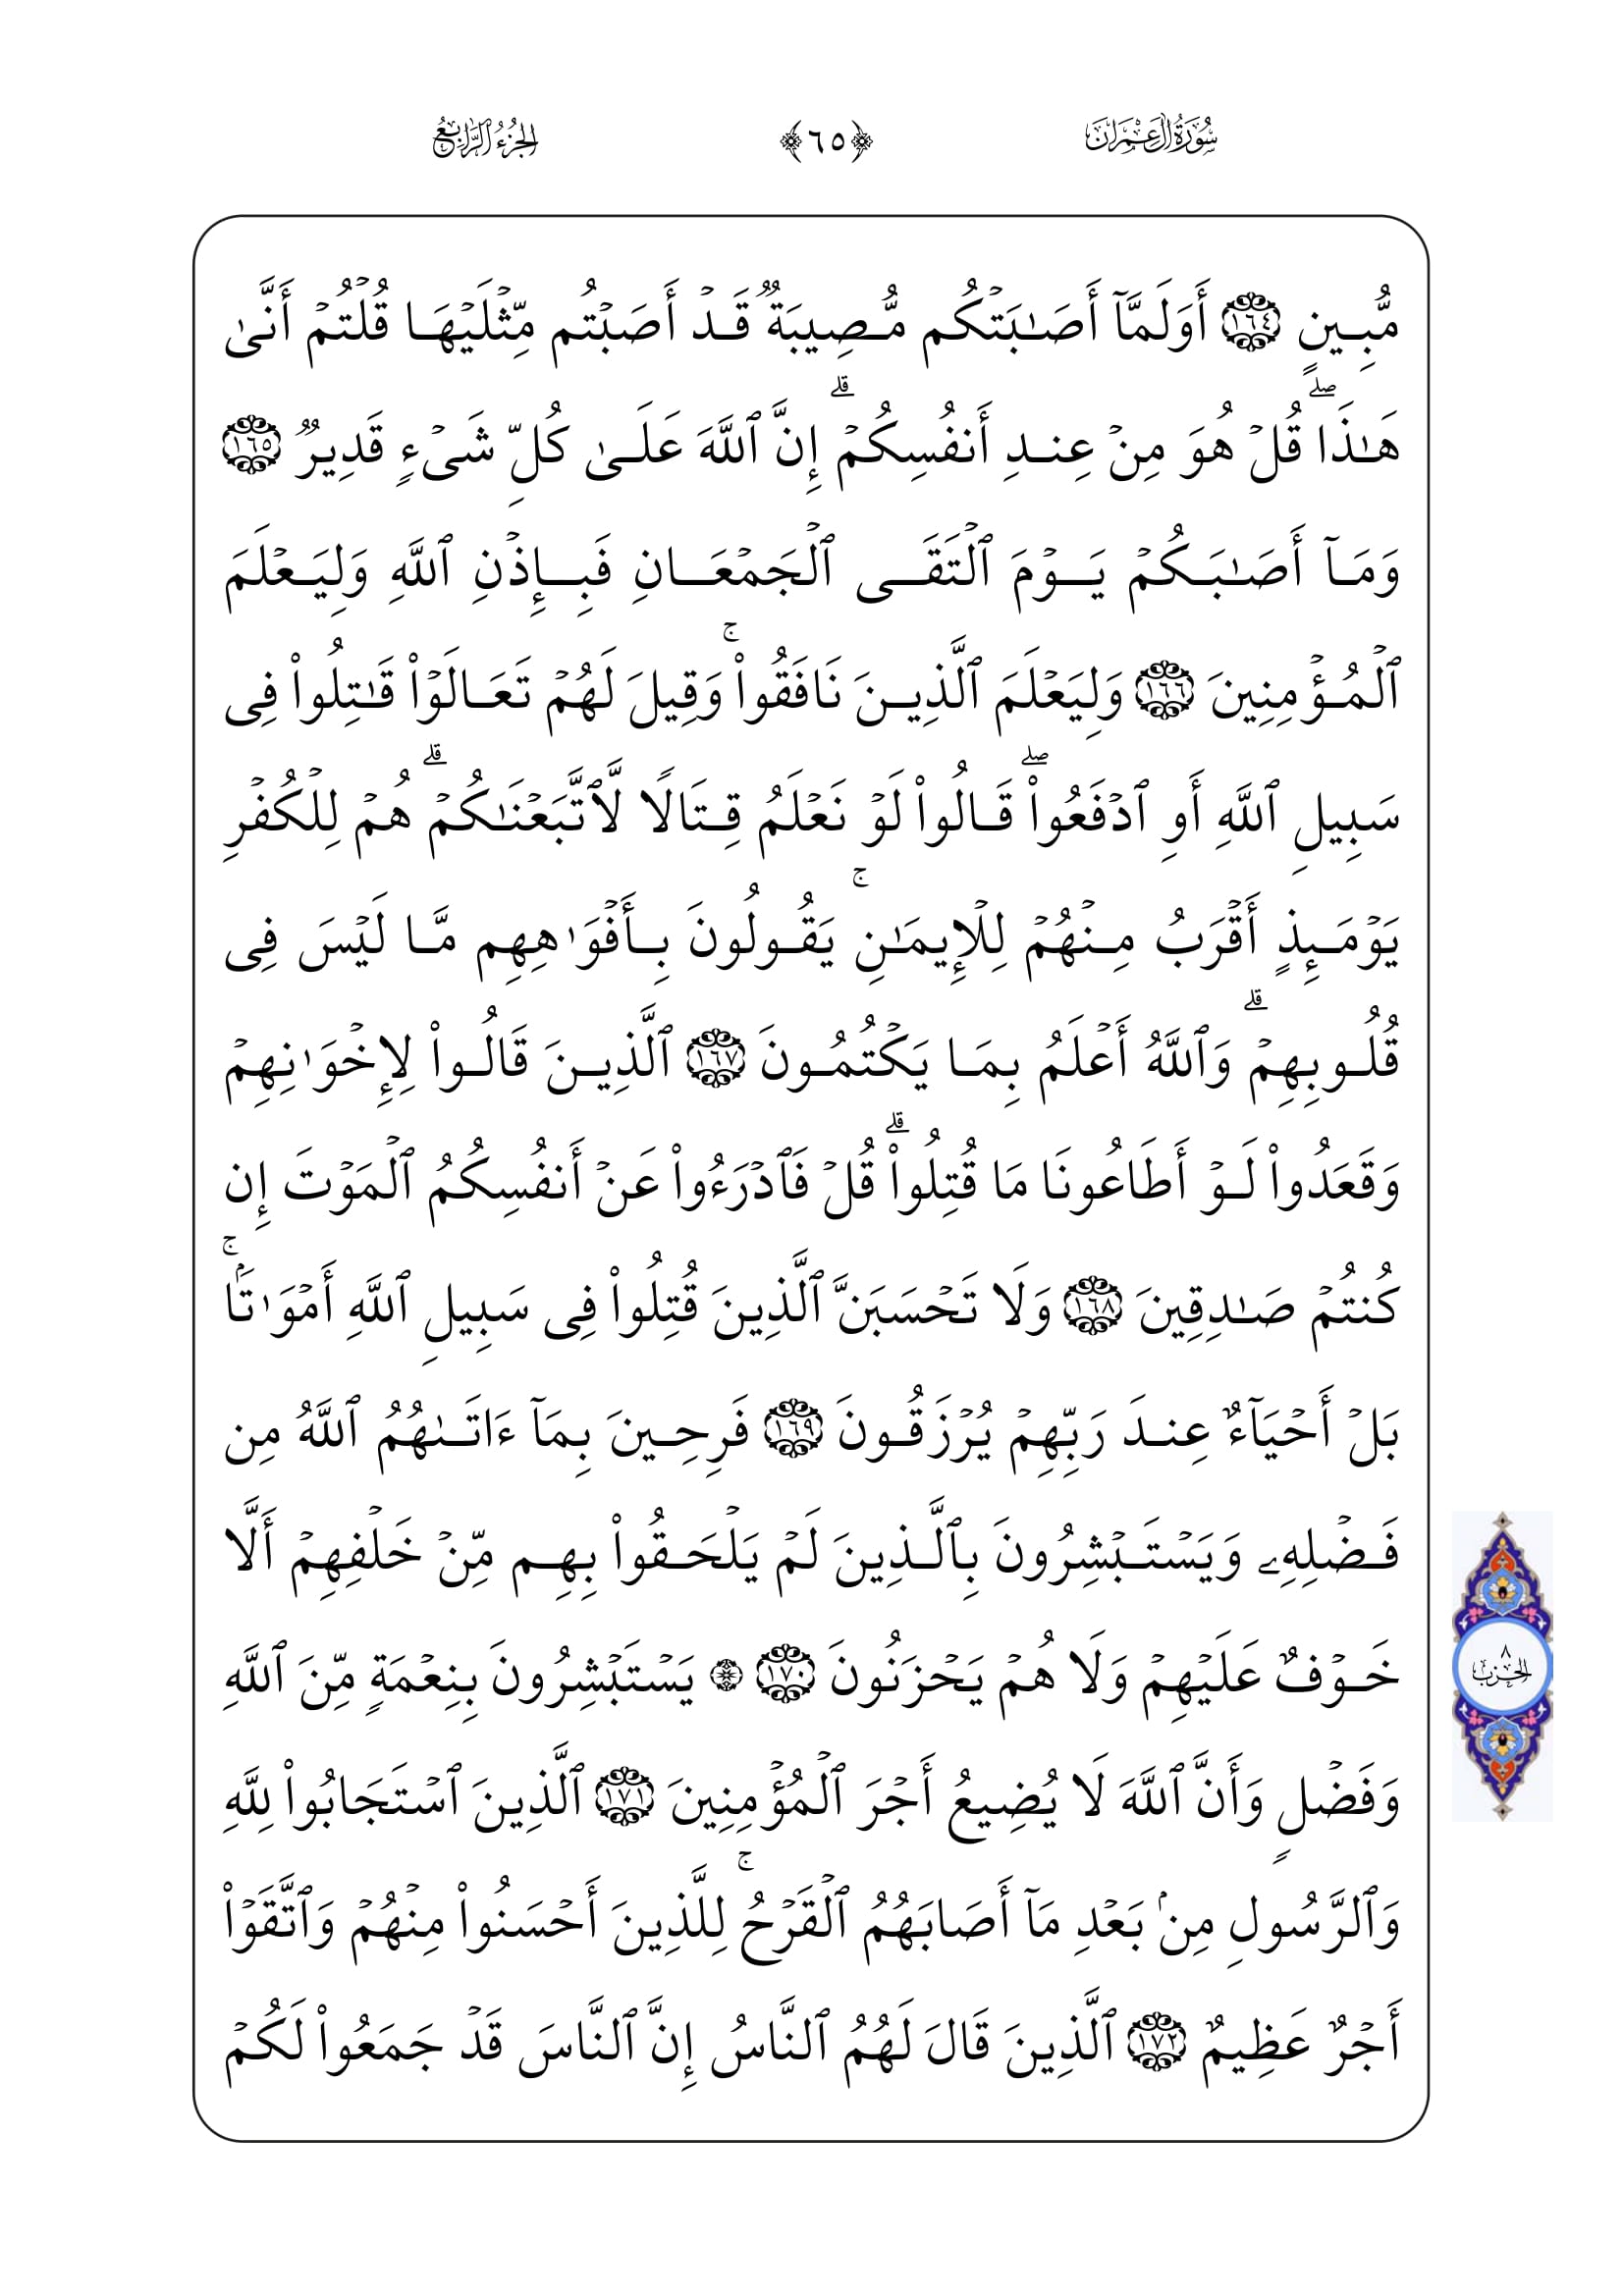 سُورَةُ آلِ عِمۡرَانَ ﴿٦٥﴾ الجُزْءُ الرَّابِعُ
مُّبِينٍ ١٦٤ أَوَلَمَّآ أَصَٰبَتۡكُم مُّصِيبَةٞ قَدۡ أَصَبۡتُم مِّثۡلَيۡهَا قُلۡتُمۡ أَنَّىٰ
هَٰذَاۖ قُلۡ هُوَ مِنۡ عِندِ أَنفُسِكُمۡۗ إِنَّ ٱللَّهَ عَلَىٰ كُلِّ شَيۡءٖ قَدِيرٞ ١٦٥
وَمَآ أَصَٰبَكُمۡ يَوۡمَ ٱلۡتَقَى ٱلۡجَمۡعَانِ فَبِإِذۡنِ ٱللَّهِ وَلِيَعۡلَمَ
ٱلۡمُؤۡمِنِينَ ١٦٦ وَلِيَعۡلَمَ ٱلَّذِينَ نَافَقُواْۚ وَقِيلَ لَهُمۡ تَعَالَوۡاْ قَٰتِلُواْ فِي
سَبِيلِ ٱللَّهِ أَوِ ٱدۡفَعُواْۖ قَالُواْ لَوۡ نَعۡلَمُ قِتَالٗا لَّٱتَّبَعۡنَٰكُمۡۗ هُمۡ لِلۡكُفۡرِ
يَوۡمَئِذٍ أَقۡرَبُ مِنۡهُمۡ لِلۡإِيمَٰنِۚ يَقُولُونَ بِأَفۡوَٰهِهِم مَّا لَيۡسَ فِي
قُلُوبِهِمۡۗ وَٱللَّهُ أَعۡلَمُ بِمَا يَكۡتُمُونَ ١٦٧ ٱلَّذِينَ قَالُواْ لِإِخۡوَٰنِهِمۡ
وَقَعَدُواْ لَوۡ أَطَاعُونَا مَا قُتِلُواْۗ قُلۡ فَٱدۡرَءُواْ عَنۡ أَنفُسِكُمُ ٱلۡمَوۡتَ إِن
كُنتُمۡ صَٰدِقِينَ ١٦٨ وَلَا تَحۡسَبَنَّ ٱلَّذِينَ قُتِلُواْ فِي سَبِيلِ ٱللَّهِ أَمۡوَٰتَۢاۚ
بَلۡ أَحۡيَآءٌ عِندَ رَبِّهِمۡ يُرۡزَقُونَ ١٦٩ فَرِحِينَ بِمَآ ءَاتَىٰهُمُ ٱللَّهُ مِن
فَضۡلِهِۦ وَيَسۡتَبۡشِرُونَ بِٱلَّذِينَ لَمۡ يَلۡحَقُواْ بِهِم مِّنۡ خَلۡفِهِمۡ أَلَّا
خَوۡفٌ عَلَيۡهِمۡ وَلَا هُمۡ يَحۡزَنُونَ ١٧٠ ۞ يَسۡتَبۡشِرُونَ بِنِعۡمَةٖ مِّنَ ٱللَّهِ
وَفَضۡلٖ وَأَنَّ ٱللَّهَ لَا يُضِيعُ أَجۡرَ ٱلۡمُؤۡمِنِينَ ١٧١ ٱلَّذِينَ ٱسۡتَجَابُواْ لِلَّهِ
وَٱلرَّسُولِ مِنۢ بَعۡدِ مَآ أَصَابَهُمُ ٱلۡقَرۡحُۚ لِلَّذِينَ أَحۡسَنُواْ مِنۡهُمۡ وَٱتَّقَوۡاْ
أَجۡرٌ عَظِيمٌ ١٧٢ ٱلَّذِينَ قَالَ لَهُمُ ٱلنَّاسُ إِنَّ ٱلنَّاسَ قَدۡ جَمَعُواْ لَكُمۡ
٨
الحزب